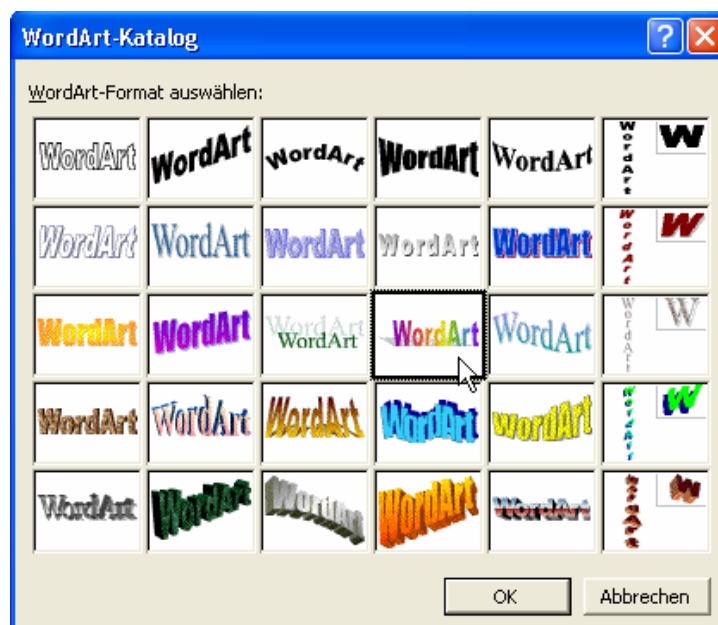 WordArt-Katalog
WordArt-Format auswählen:
WordArt WordArt WordArt WordArt WordArt WordArt W
WordArt WordArt WordArt WordArt WordArt WordArt W
WordArt WordArt WordArt WordArt WordArt WordArt WordArt W
WordArt WordArt WordArt WordArt WordArt WordArt W
WordArt WordArt WordArt WordArt WordArt WordArt W
OK Abbrechen